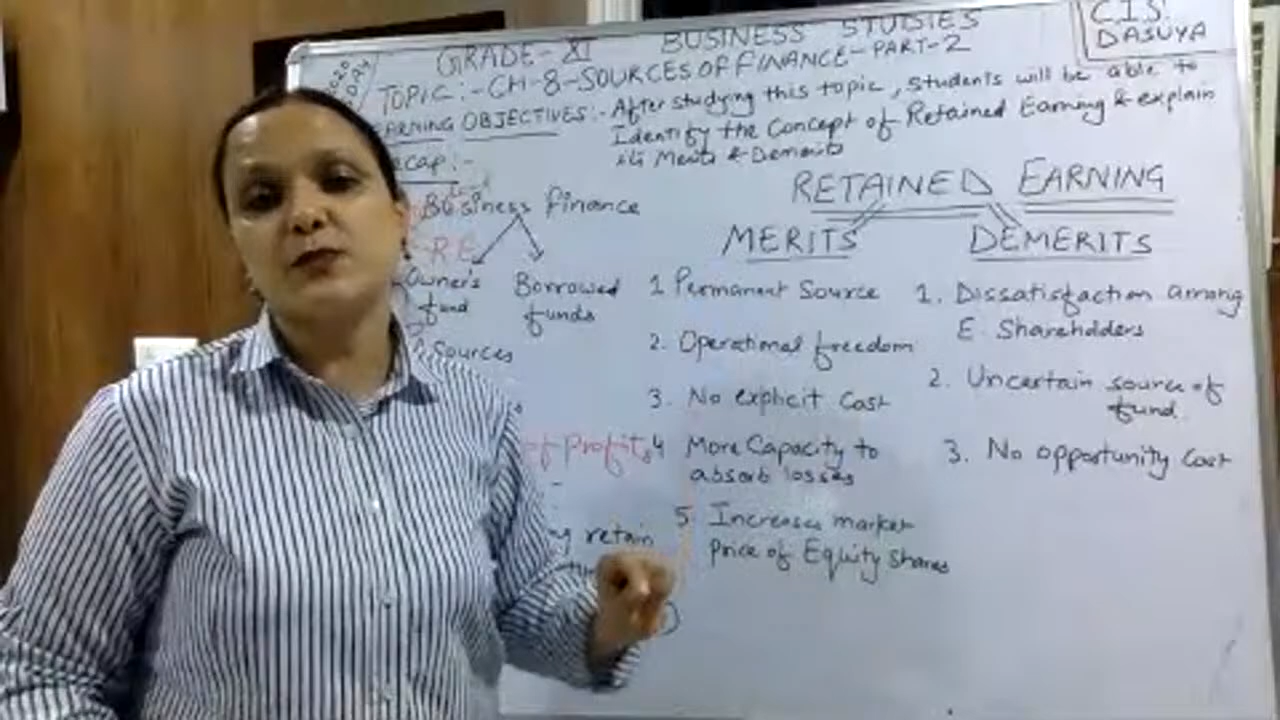 GRADE-XI BUSINESS STUDIES
CIS
DASUYA
TOPIC:- CH-8-SOURCES OF FINANCE-PART-2
OBJECTIVES:- After studying this topic, students will be able to
Identify the Concept of Retained Earning & explain
its Merits & Demerits
Business finance
Owner's
fund
Borrowed
funds
Sources
of Profits
retain
RETAINED EARNING
MERITS
1 Permanent Source
2. Operational freedom
3. No explicit Cost
4 More Capacity to
absorb losses
5 Increases market
price of Equity Shares
DEMERITS
1. Dissatisfaction among
E. Shareholders
2. Uncertain source of
fund.
3. No opportunity Cost